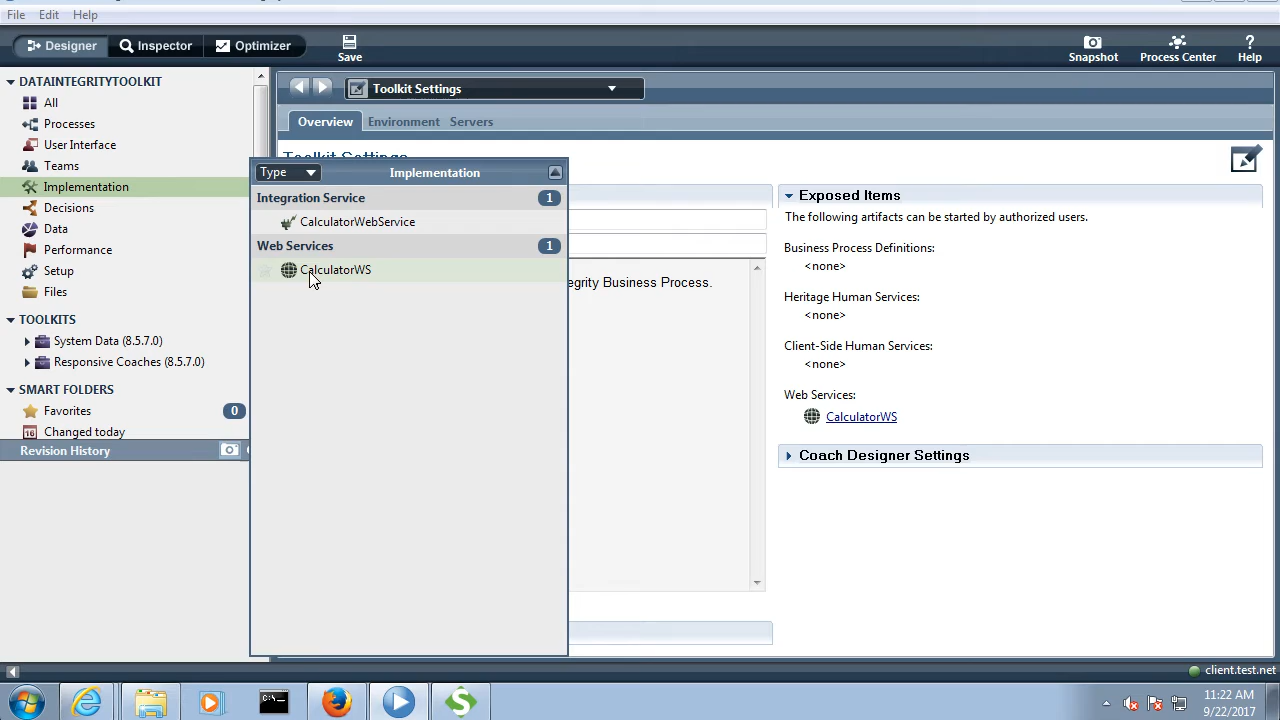 File Edit Help
Designer Inspector Optimizer Save Snapshot Process Center Help
DATAINTEGRITYTOOLKIT
All
Processes
User Interface
Teams
Implementation
Decisions
Data
Performance
Setup
Files
TOOLKITS
System Data (8.5.7.0)
Responsive Coaches (8.5.7.0)
SMART FOLDERS
Favorites 0
Changed today
Revision History
Toolkit Settings
Overview Environment Servers
Toolkit Settings
Type Implementation
Integration Service 1
CalculatorWebService
Web Services 1
CalculatorWS
egrity Business Process.
Exposed Items
The following artifacts can be started by authorized users.
Business Process Definitions:
<none>
Heritage Human Services:
<none>
Client-Side Human Services:
<none>
Web Services:
CalculatorWS
Coach Designer Settings
client.test.net
11:22 AM
9/22/2017